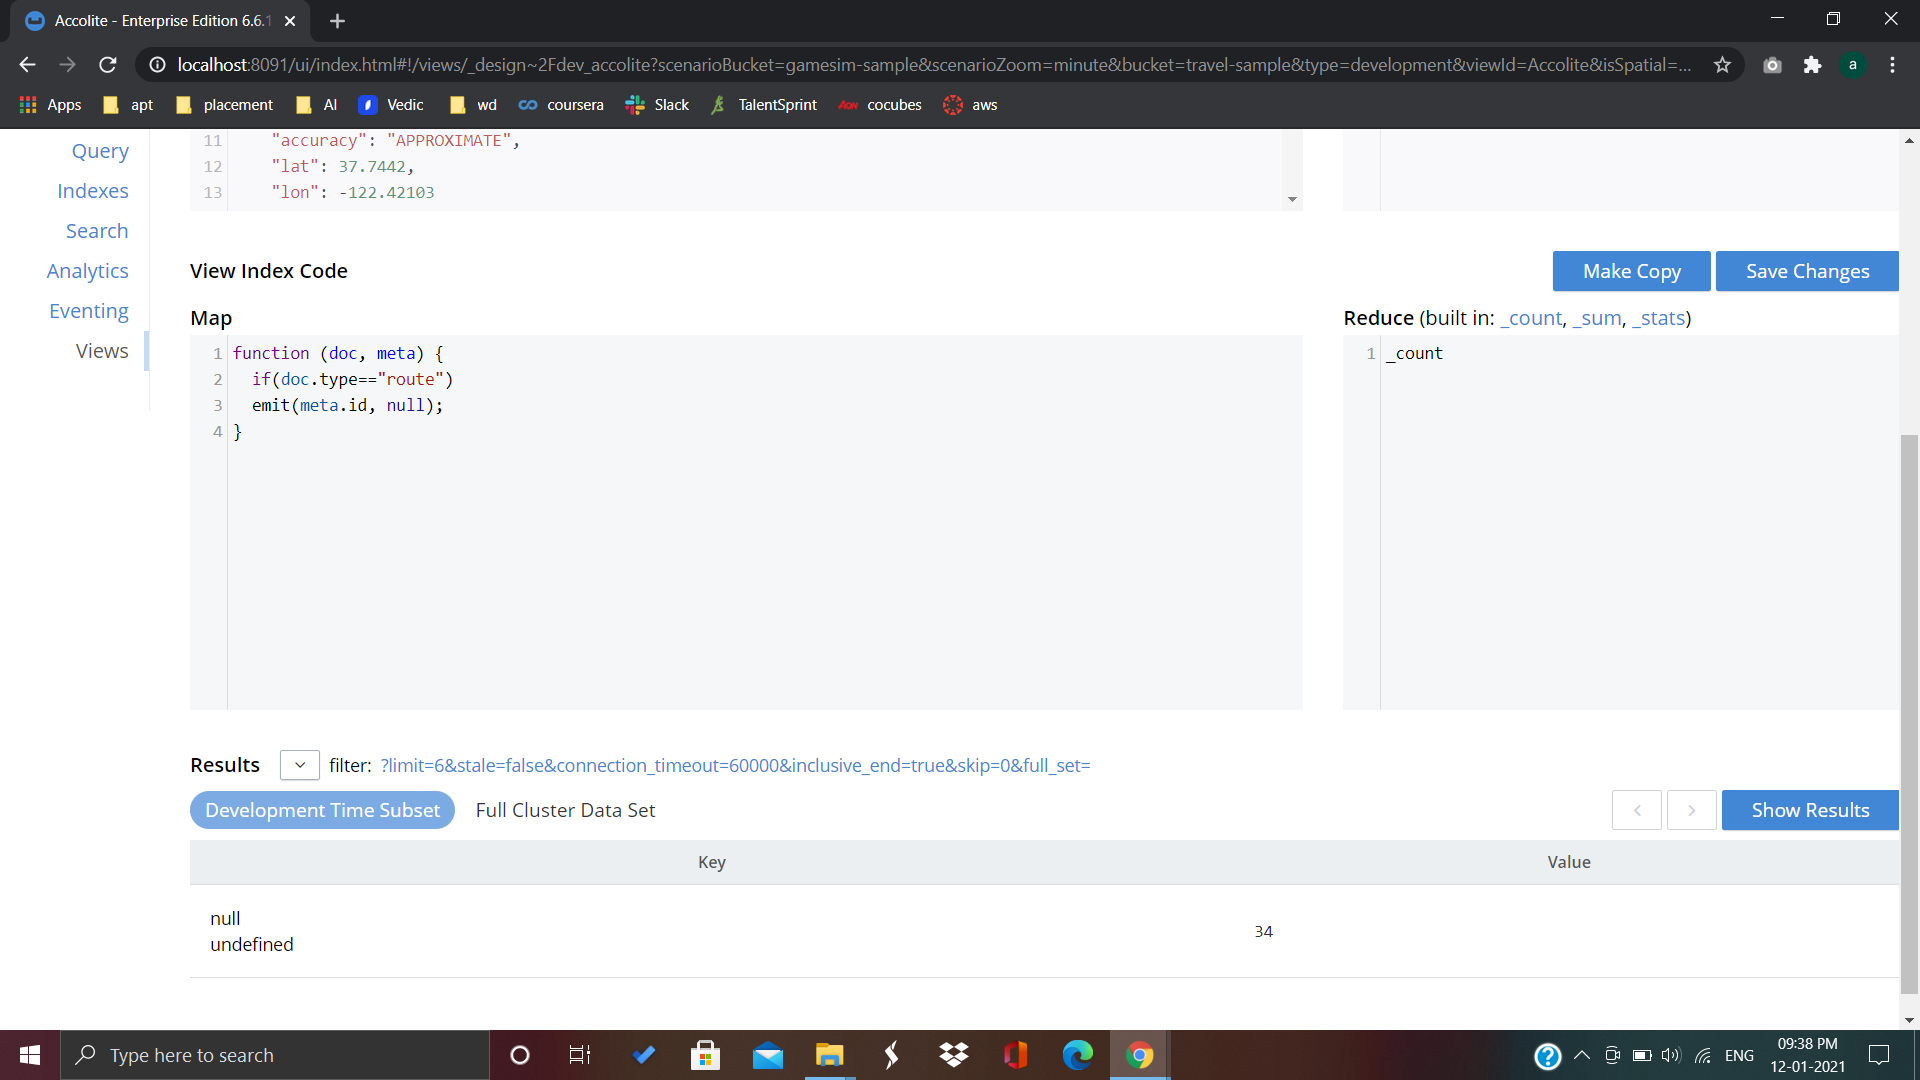 Accolite - Enterprise Edition 6.6.1
localhost:8091/ui/index.html#!/views/_design~2Fdev_accolite?scenarioBucket=gamesim-sample&scenarioZoom=minute&bucket=travel-sample&type=development&viewId=Accolite&isSpatial=...
a
Apps apt placement AI Vedic wd coursera Slack TalentSprint AON cocubes aws
Query
Indexes
Search
Analytics
Eventing
Views
11 "accuracy": "APPROXIMATE",
12 "lat": 37.7442,
13 "lon": -122.42103
View Index Code
Make Copy Save Changes
Map
Reduce (built in: _count, _sum, _stats)
1 function (doc, meta) {
2 if(doc.type=="route")
3 emit(meta.id, null);
4 }
1 _count
Results filter: ?limit=6&stale=false&connection_timeout=60000&inclusive_end=true&skip=0&full_set=
Development Time Subset Full Cluster Data Set
< > Show Results
Key Value
null
undefined
34
Type here to search
ENG
09:38 PM
12-01-2021